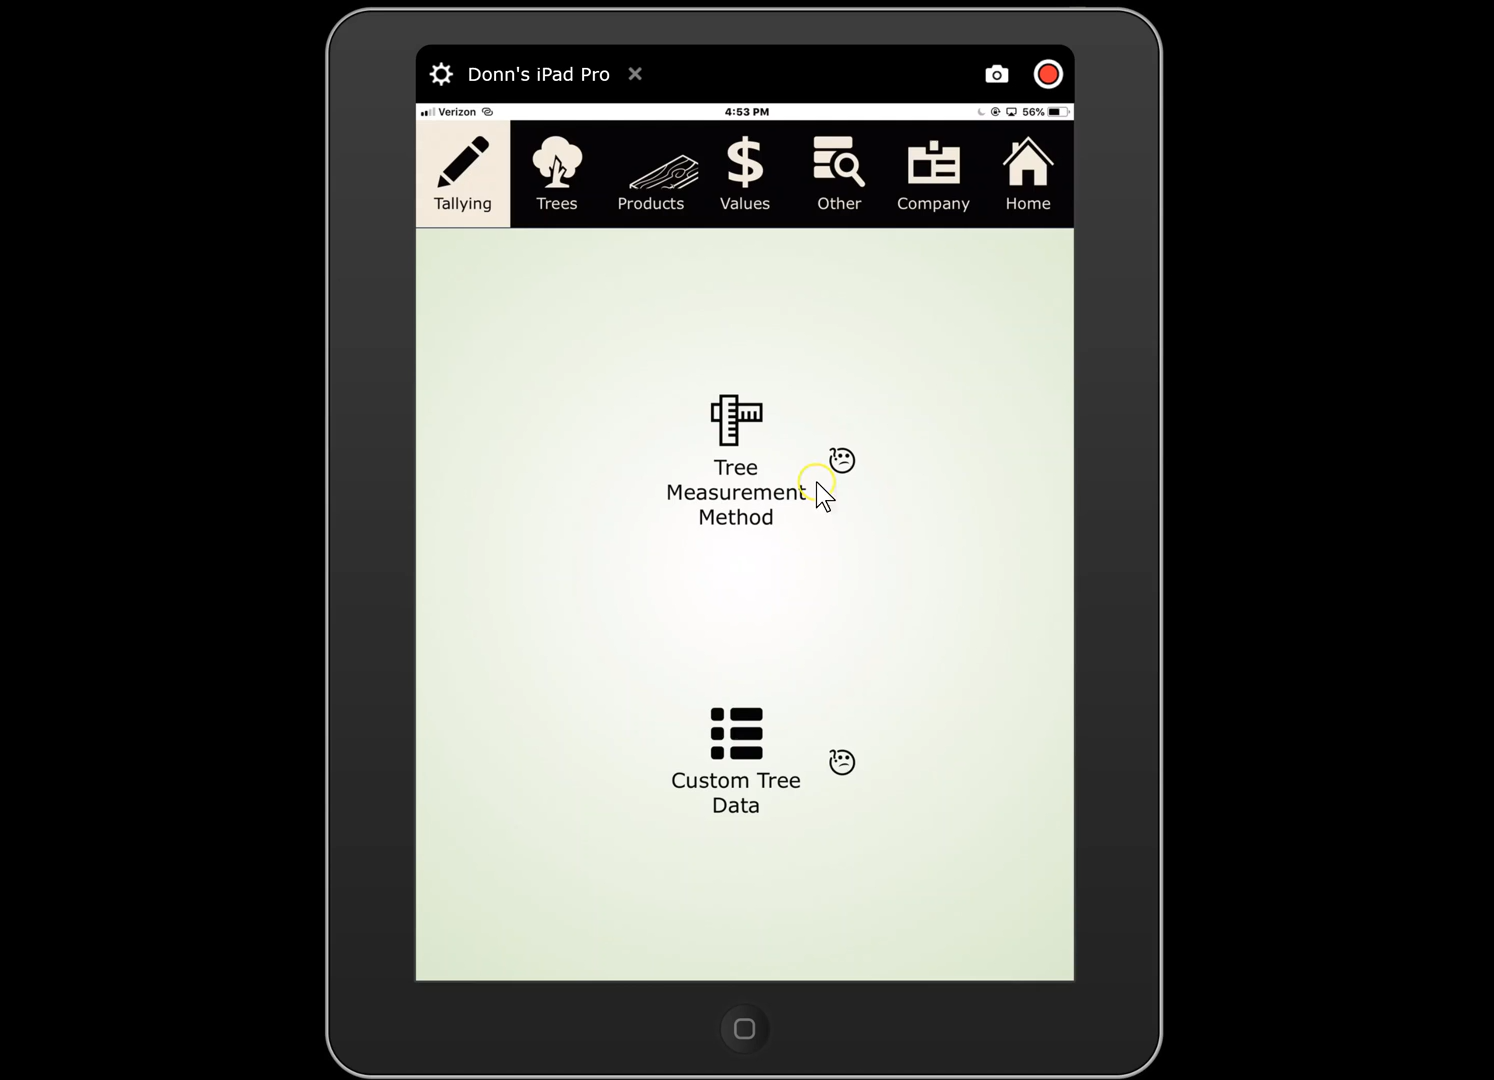 Donn's iPad Pro
Verizon 4:53 PM 56%
Tallying Trees Products Values Other Company Home
Tree
Measurement
Method
Custom Tree
Data